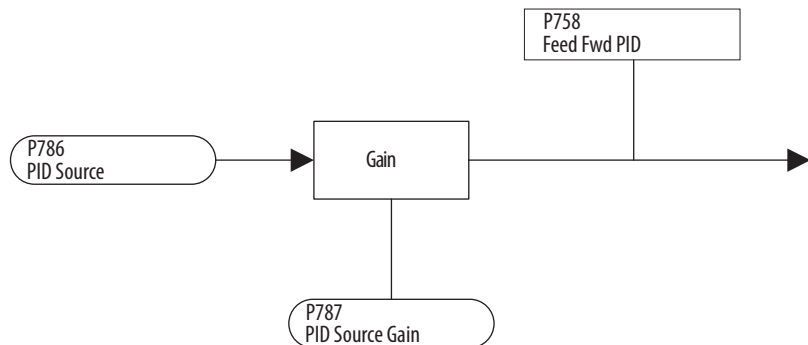 P758
Feed Fwd PID
P786
PID Source
Gain
P787
PID Source Gain